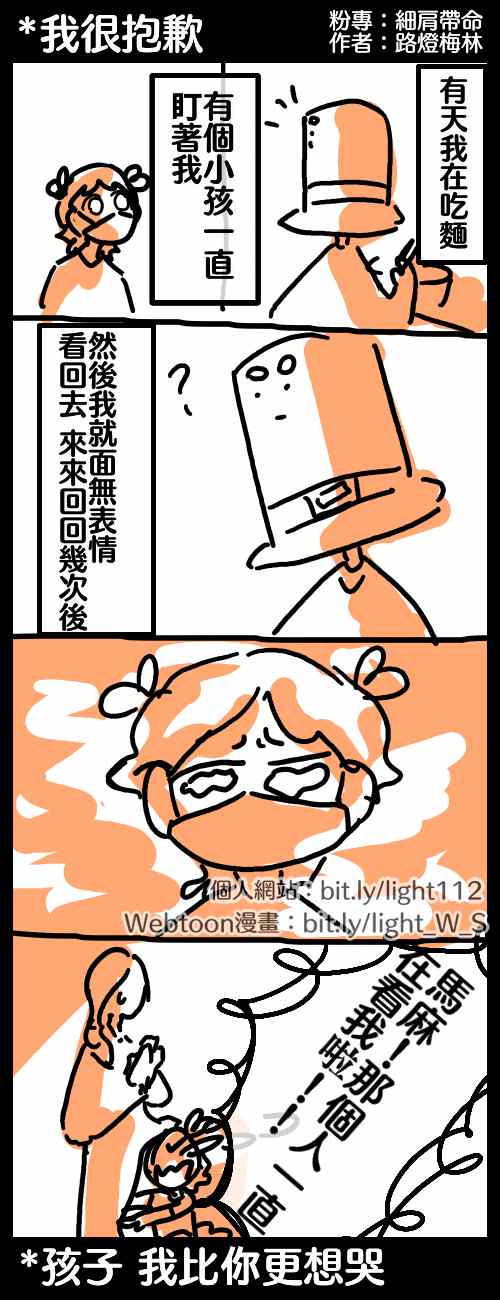 *我很抱歉
粉專：細肩帶命
作者：路燈梅林
有天我在吃麵
有個小孩一直
盯著我
然後我就面無表情
看回去 來來回回幾次後
?
個人網站：bit.ly/light112
Webtoon漫畫：bit.ly/light_W_S
馬麻！那個人一直
在看我啦！！
*孩子 我比你更想哭